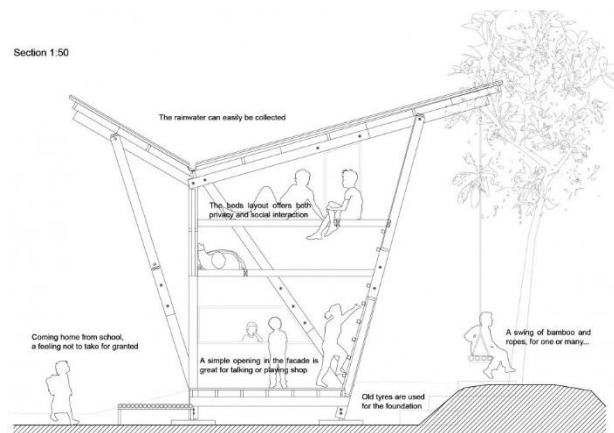 Section 1:50
The rainwater can easily be collected
The beds layout offers both
privacy and social interaction
Coming home from school,
a feeling not to take for granted
A simple opening in the facade is
great for talking or playing shop
A swing of bamboo and
ropes, for one or many...
Old tyres are used
for the foundation